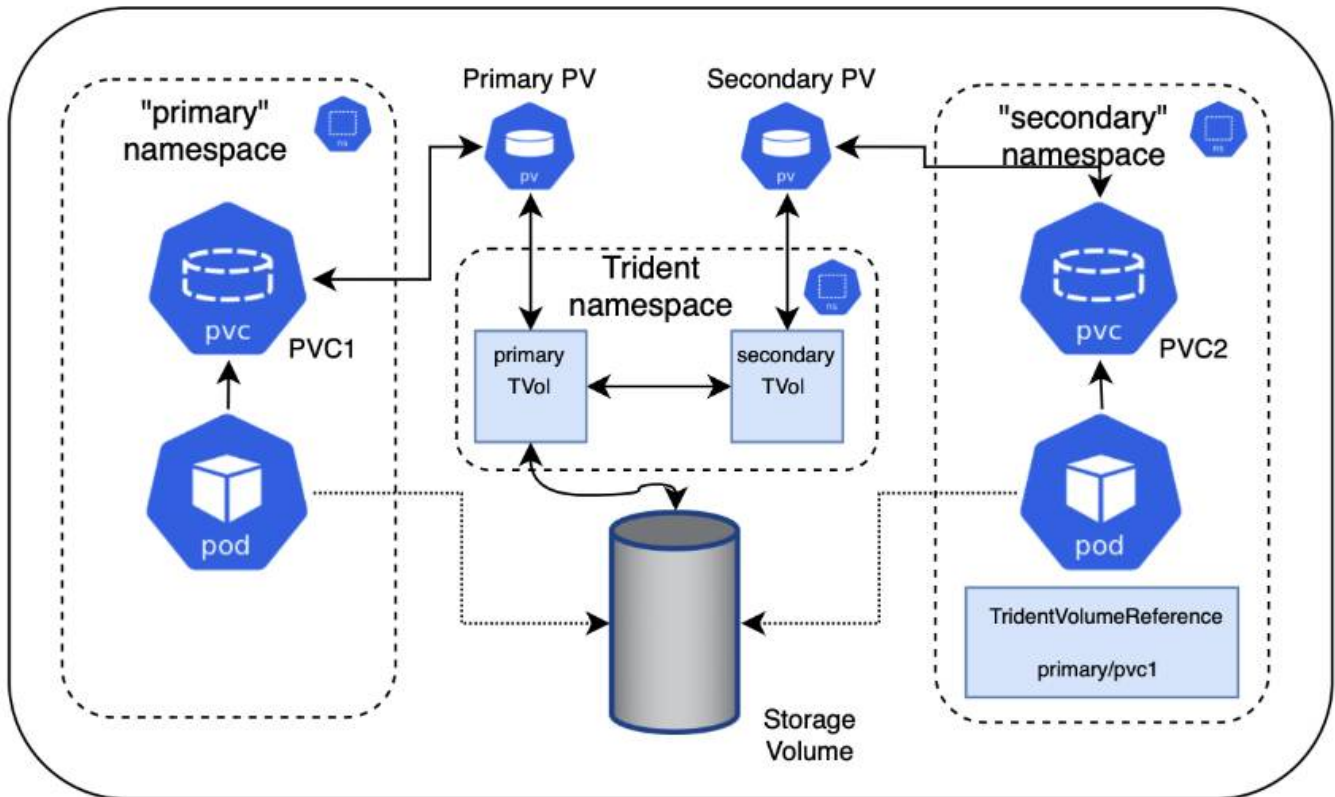 Primary PV
Secondary PV
"primary"
namespace
ns
pv
pv
"secondary"
namespace
ns
Trident
namespace
ns
pvc
PVC1
primary
TVol
secondary
TVol
pvc
PVC2
pod
pod
TridentVolumeReference
primary/pvc1
Storage
Volume